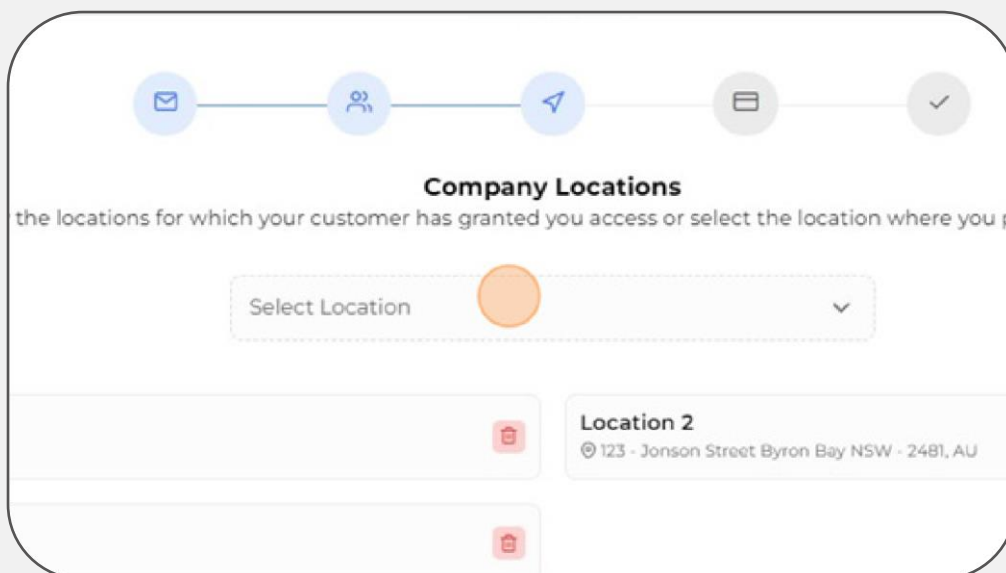 Company Locations
the locations for which your customer has granted you access or select the location where you
Select Location
Location 2
123 - Jonson Street Byron Bay NSW - 2481, AU